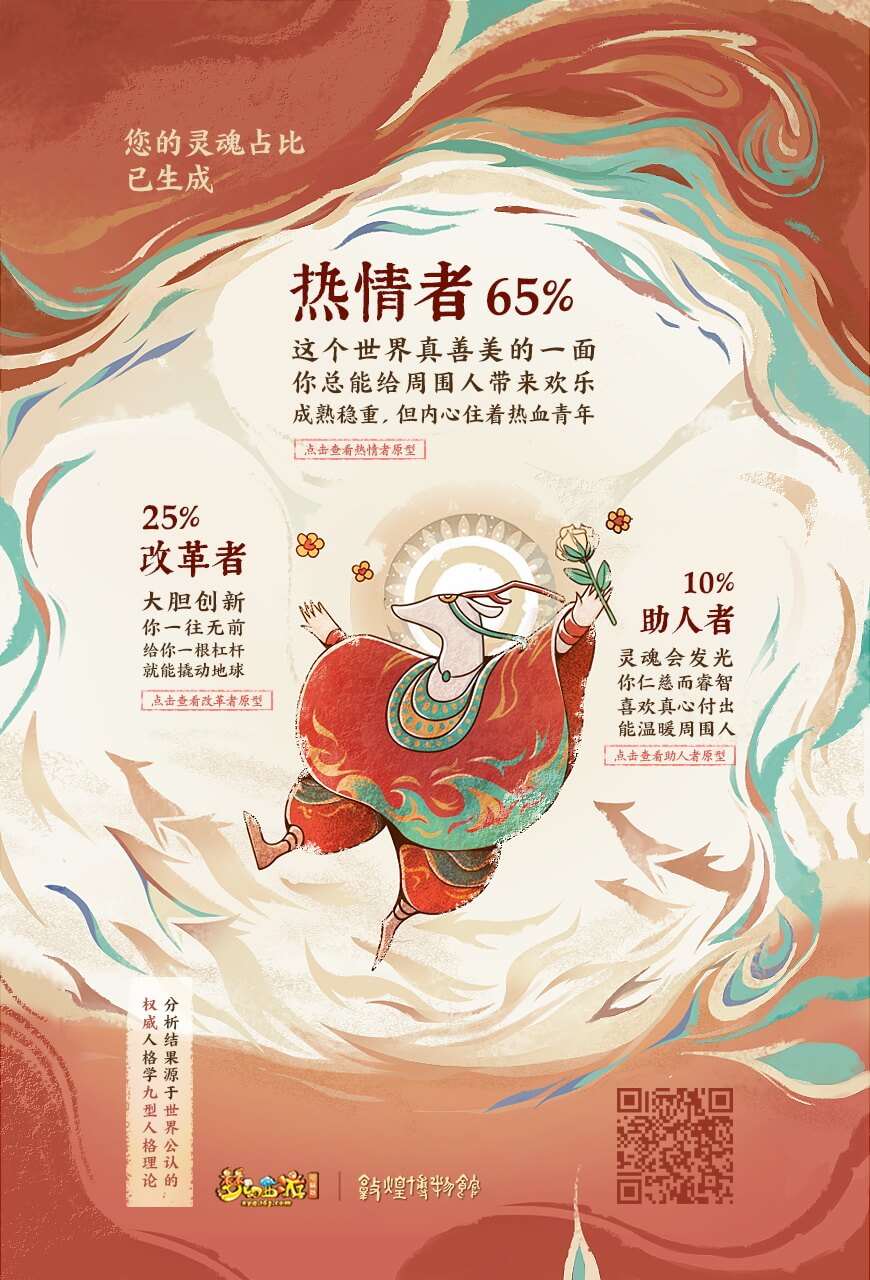 您的灵魂占比
已生成
热情者 65%
这个世界真善美的一面
你总能给周围人带来欢乐
成熟稳重，但内心住着热血青年
点击查看热情者原型
25%
改革者
大胆创新
你一往无前
给你一根杠杆
就能撬动地球
点击查看改革者原型
10%
助人者
灵魂会发光
你仁慈而睿智
喜欢真心付出
能温暖周围人
点击查看助人者原型
分析结果源于世界公认的
权威人格学九型人格理论
梦幻西游
xyq.163.com
敦煌博物館